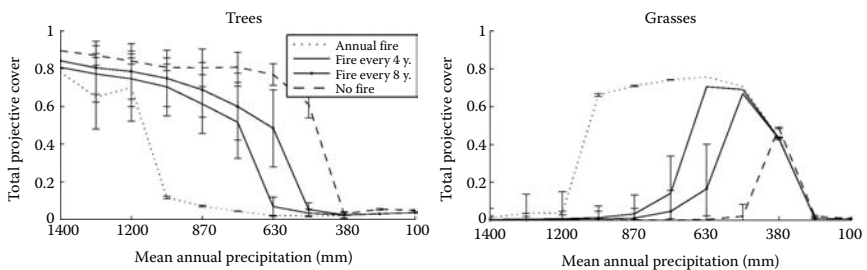 Trees
Total projective cover
1
0.8
0.6
0.4
0.2
0
1400 1200 870 630 380 100
Mean annual precipitation (mm)
Annual fire
Fire every 4 y.
Fire every 8 y.
No fire
Grasses
Total projective cover
1
0.8
0.6
0.4
0.2
0
1400 1200 870 630 380 100
Mean annual precipitation (mm)